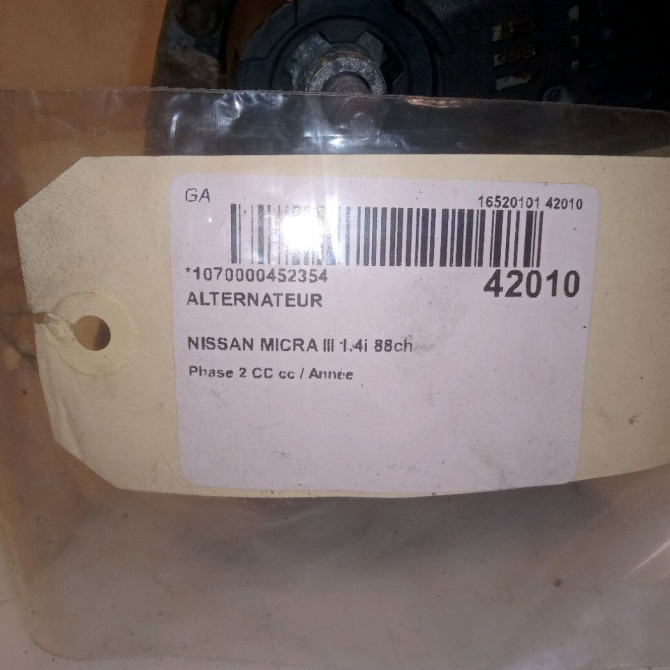 GA
16520101 42010
*1070000452354
42010
ALTERNATEUR
NISSAN MICRA III 1.4i 88ch
Phase 2 CC cc / Année